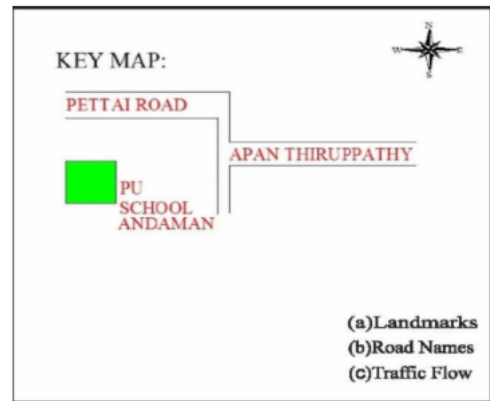 N
W E
S
KEY MAP:
PETTAI ROAD
APAN THIRUPPATHY
PU
SCHOOL
ANDAMAN
(a)Landmarks
(b)Road Names
(c)Traffic Flow